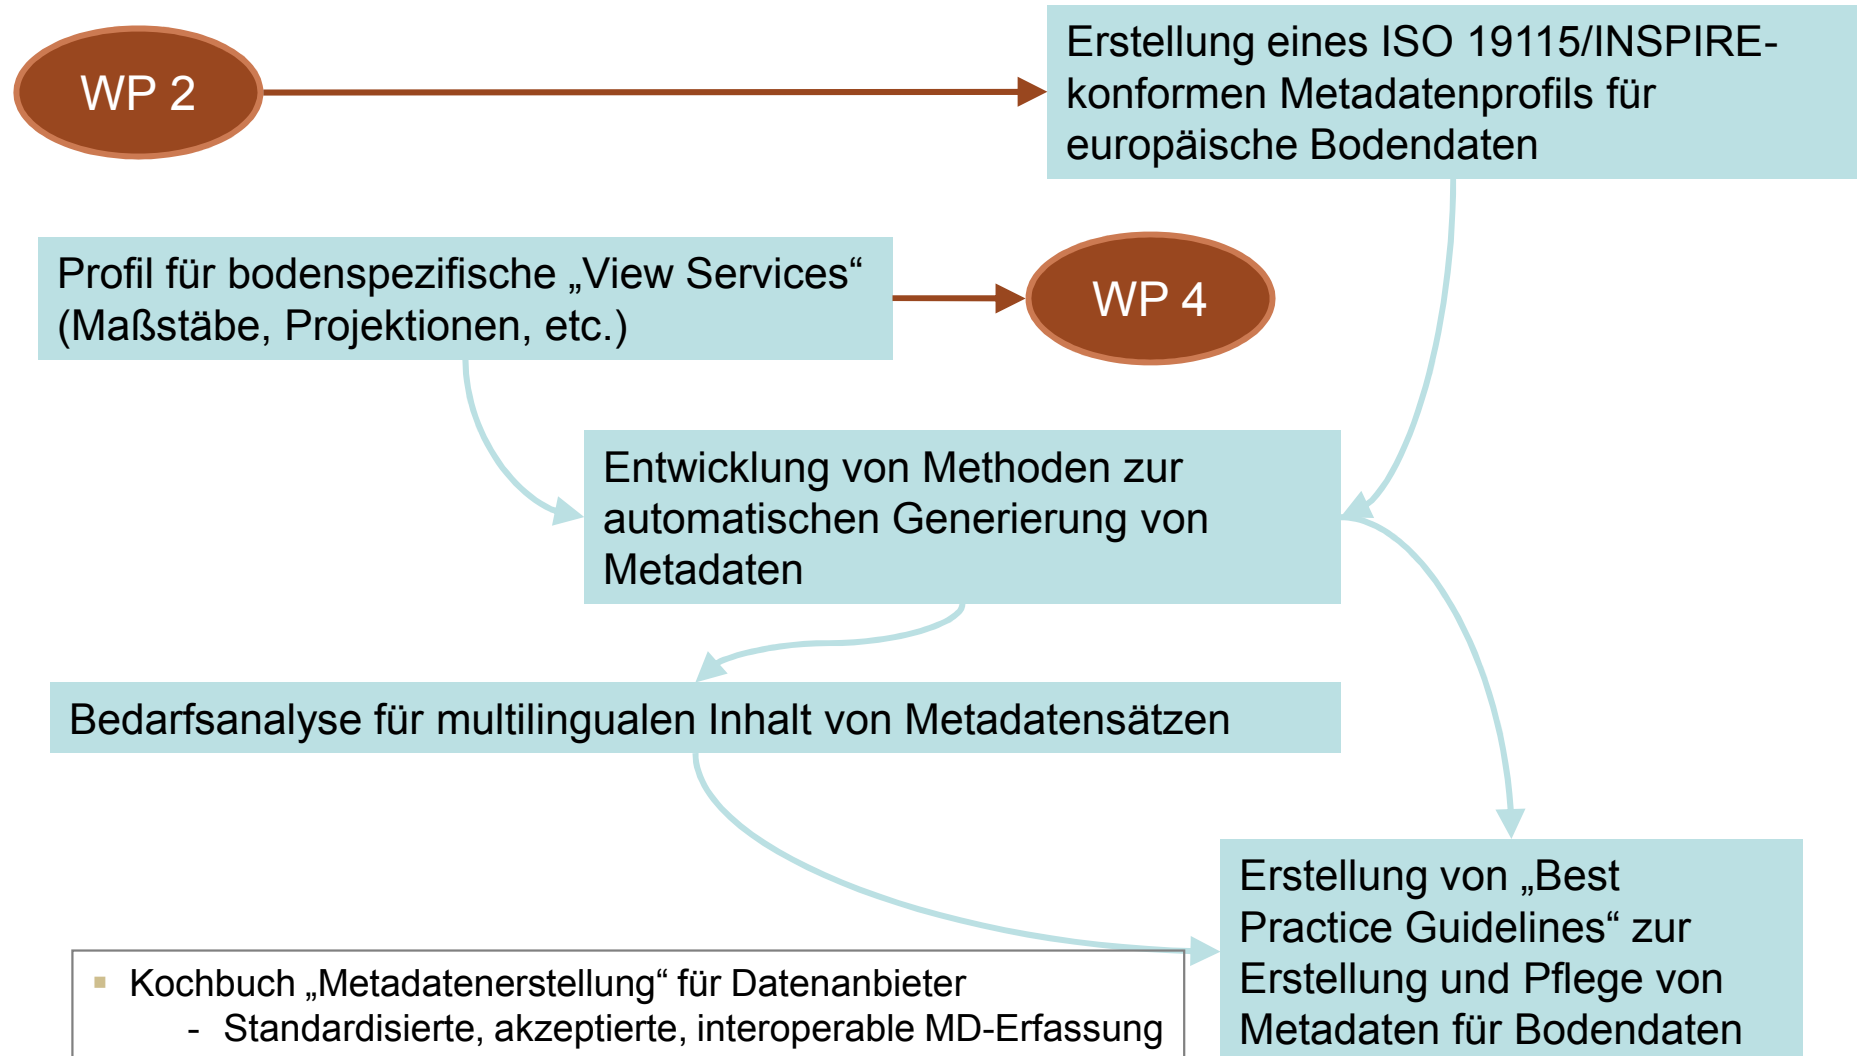 WP 2
Erstellung eines ISO 19115/INSPIRE-
konformen Metadatenprofils für
europäische Bodendaten
Profil für bodenspezifische „View Services“
(Maßstäbe, Projektionen, etc.)
WP 4
Entwicklung von Methoden zur
automatischen Generierung von
Metadaten
Bedarfsanalyse für multilingualen Inhalt von Metadatensätzen
Erstellung von „Best
Practice Guidelines“ zur
Erstellung und Pflege von
Metadaten für Bodendaten
▪ Kochbuch „Metadatenerstellung“ für Datenanbieter
- Standardisierte, akzeptierte, interoperable MD-Erfassung